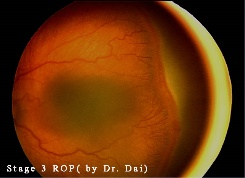 Stage 3 ROP( by Dr. Dai)